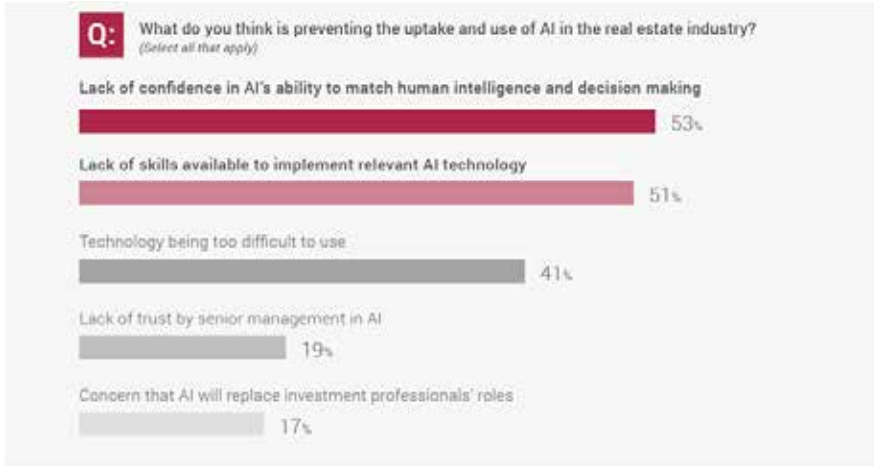 Q:
What do you think is preventing the uptake and use of AI in the real estate industry?
(Select all that apply)
Lack of confidence in AI's ability to match human intelligence and decision making
53%
Lack of skills available to implement relevant AI technology
51%
Technology being too difficult to use
41%
Lack of trust by senior management in AI
19%
Concern that AI will replace investment professionals' roles
17%